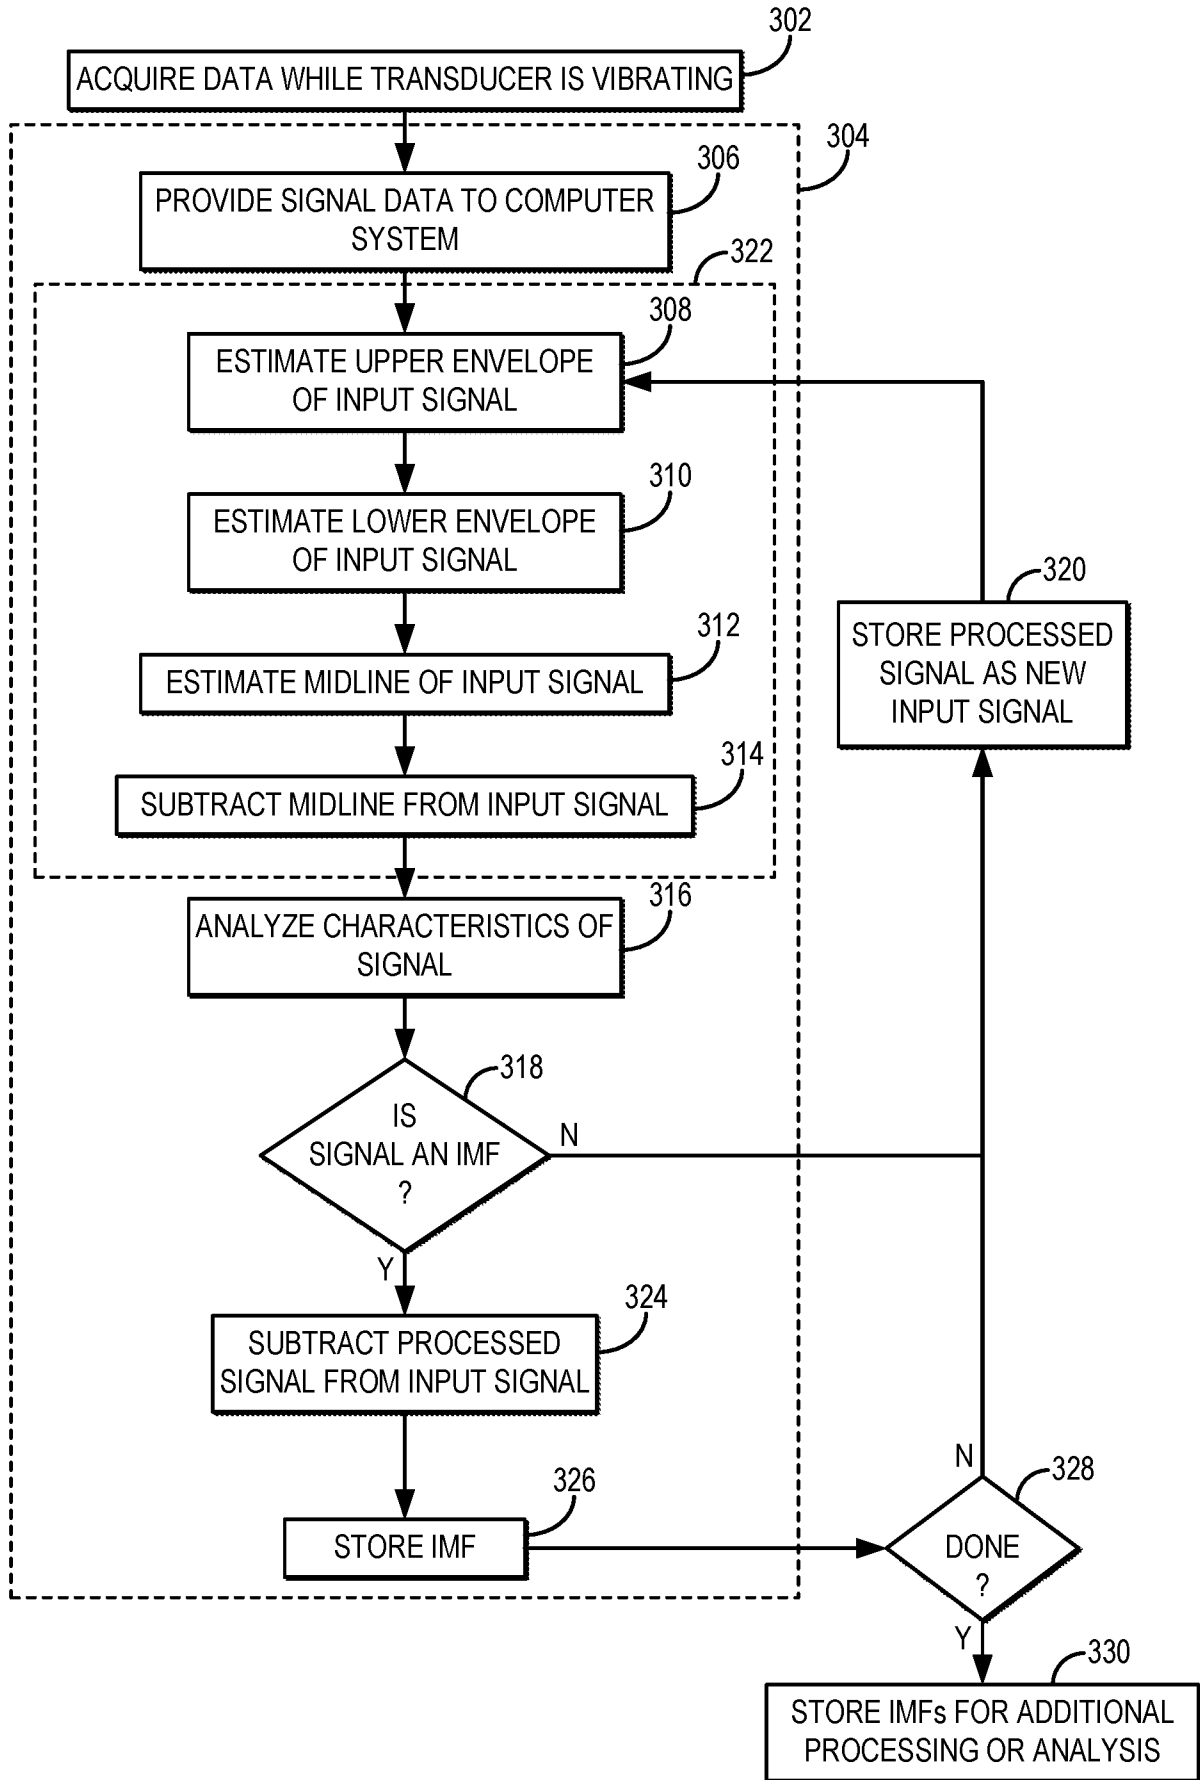 302
ACQUIRE DATA WHILE TRANSDUCER IS VIBRATING
304
306
PROVIDE SIGNAL DATA TO COMPUTER
SYSTEM
322
308
ESTIMATE UPPER ENVELOPE
OF INPUT SIGNAL
310
ESTIMATE LOWER ENVELOPE
OF INPUT SIGNAL
320
STORE PROCESSED
SIGNAL AS NEW
INPUT SIGNAL
312
ESTIMATE MIDLINE OF INPUT SIGNAL
314
SUBTRACT MIDLINE FROM INPUT SIGNAL
316
ANALYZE CHARACTERISTICS OF
SIGNAL
318
IS
SIGNAL AN IMF
?
N
Y
324
SUBTRACT PROCESSED
SIGNAL FROM INPUT SIGNAL
326
STORE IMF
N
328
DONE
?
Y
330
STORE IMFs FOR ADDITIONAL
PROCESSING OR ANALYSIS